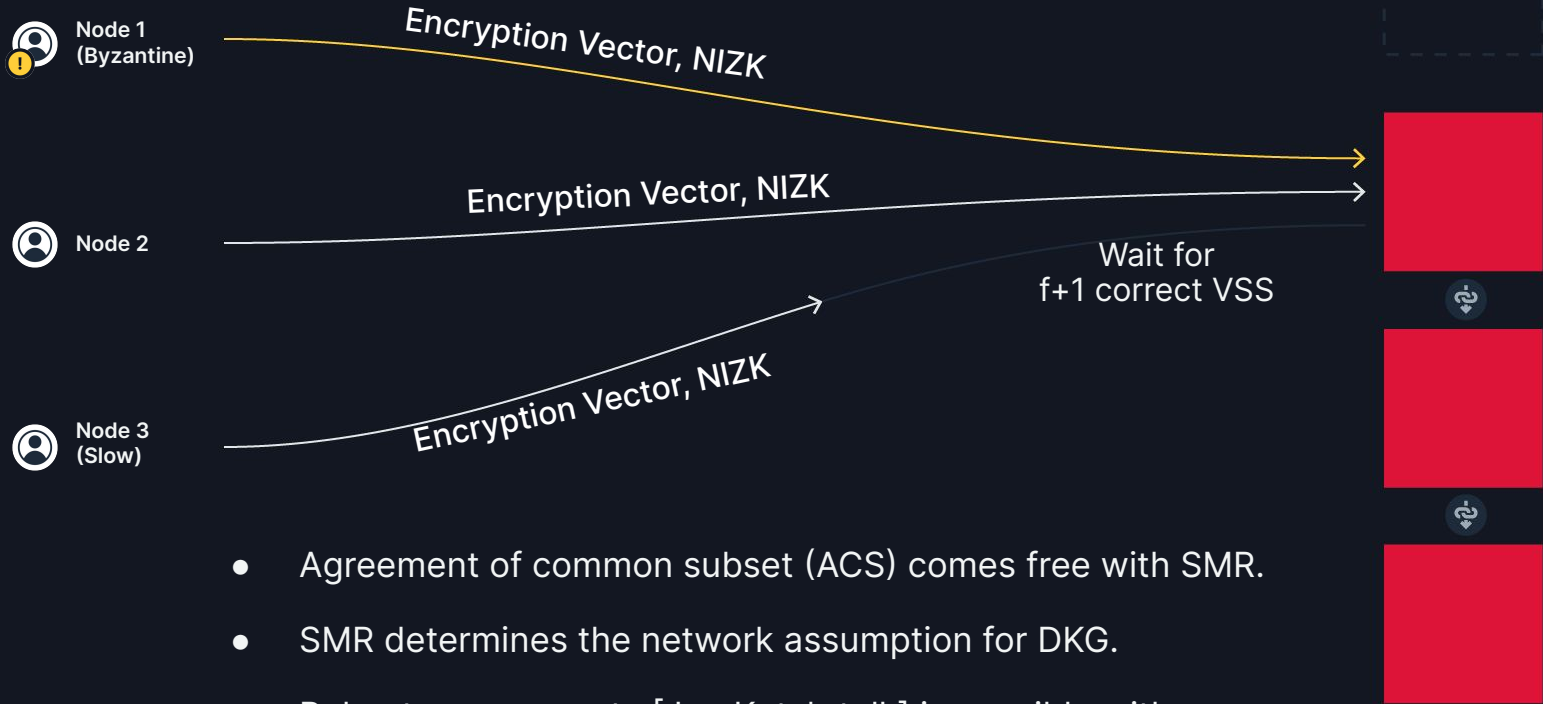 Node 1
(Byzantine)
!
Encryption Vector, NIZK
Encryption Vector, NIZK
Node 2
Wait for
f+1 correct VSS
Encryption Vector, NIZK
Node 3
(Slow)
● Agreement of common subset (ACS) comes free with SMR.
● SMR determines the network assumption for DKG.